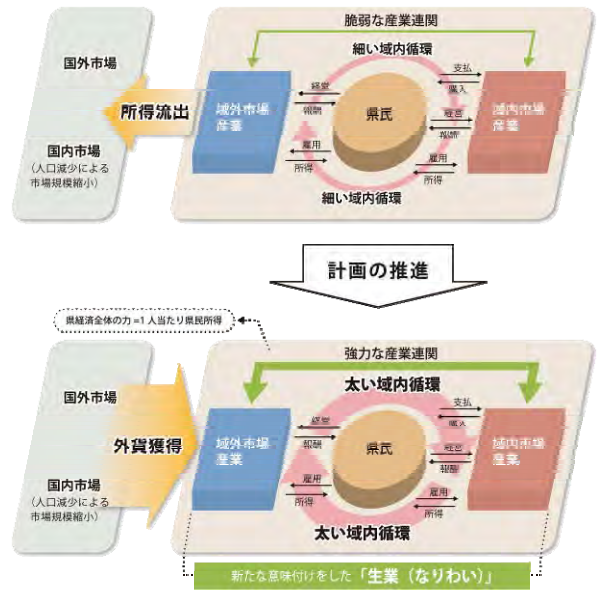 脆弱な産業連関
細い域内循環
国外市場
国内市場
(人口減少による
市場規模縮小)
所得流出
域外市場
産業
経営
報酬
雇用
所得
県民
支払
購入
経営
報酬
雇用
所得
域内市場
産業
細い域内循環
計画の推進
県経済全体の力=1人当たり県民所得
強力な産業連関
太い域内循環
国外市場
国内市場
(人口減少による
市場規模縮小)
外貨獲得
域外市場
産業
経営
報酬
雇用
所得
県民
支払
購入
経営
報酬
雇用
所得
域内市場
産業
太い域内循環
新たな意味付けをした「生業（なりわい）」